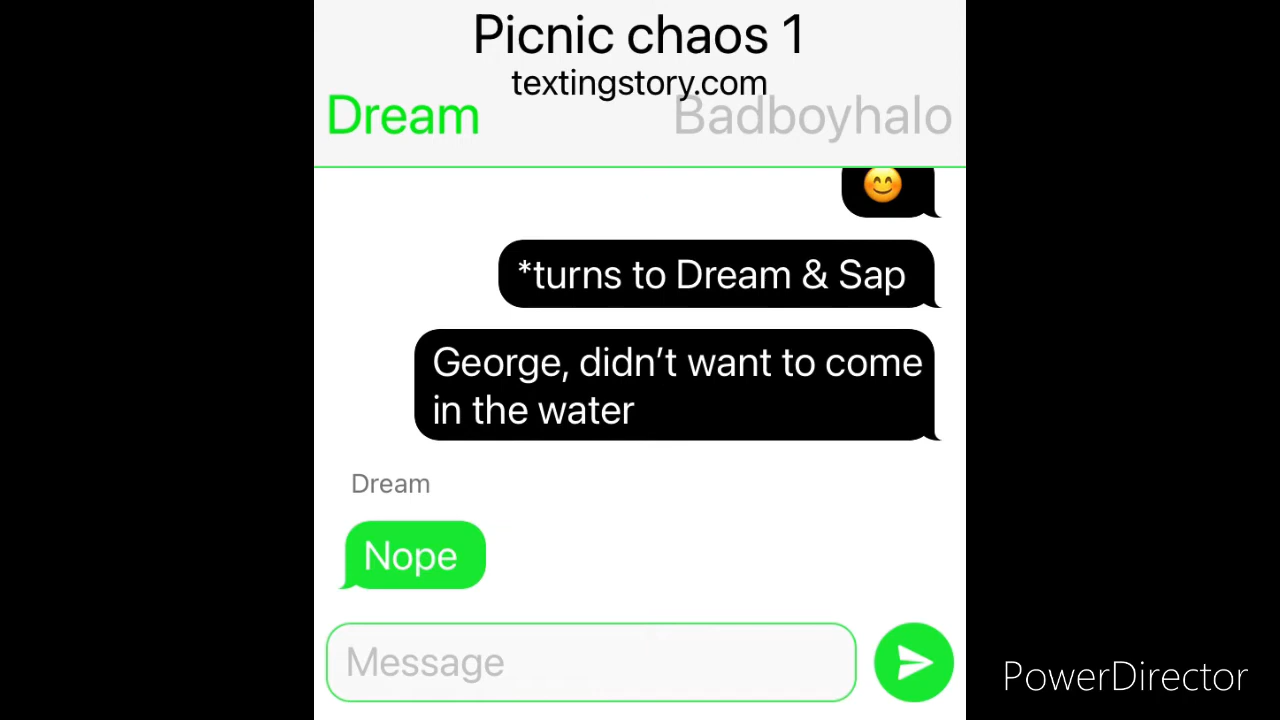 Picnic chaos 1
textingstory.com
Dream
Badboyhalo
😊
*turns to Dream & Sap
George, didn’t want to come
in the water
Dream
Nope
Message
PowerDirector